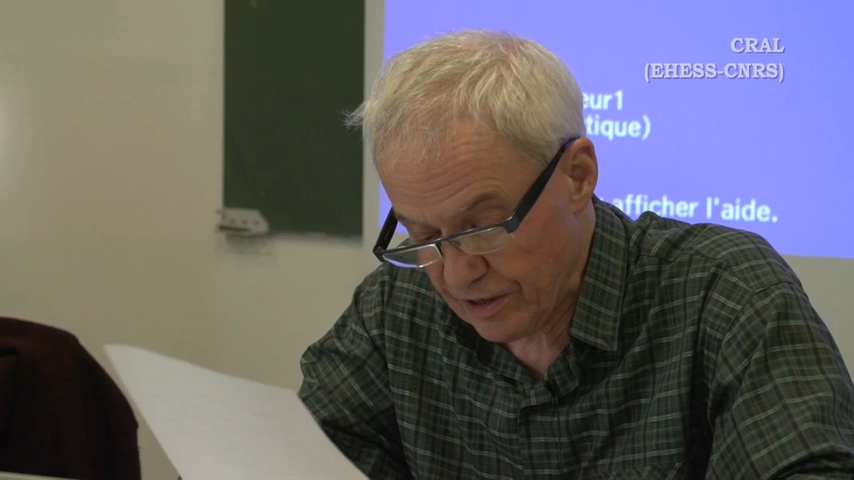 CRAL
(EHESS-CNRS)
eur1
tique)
afficher l'aide.